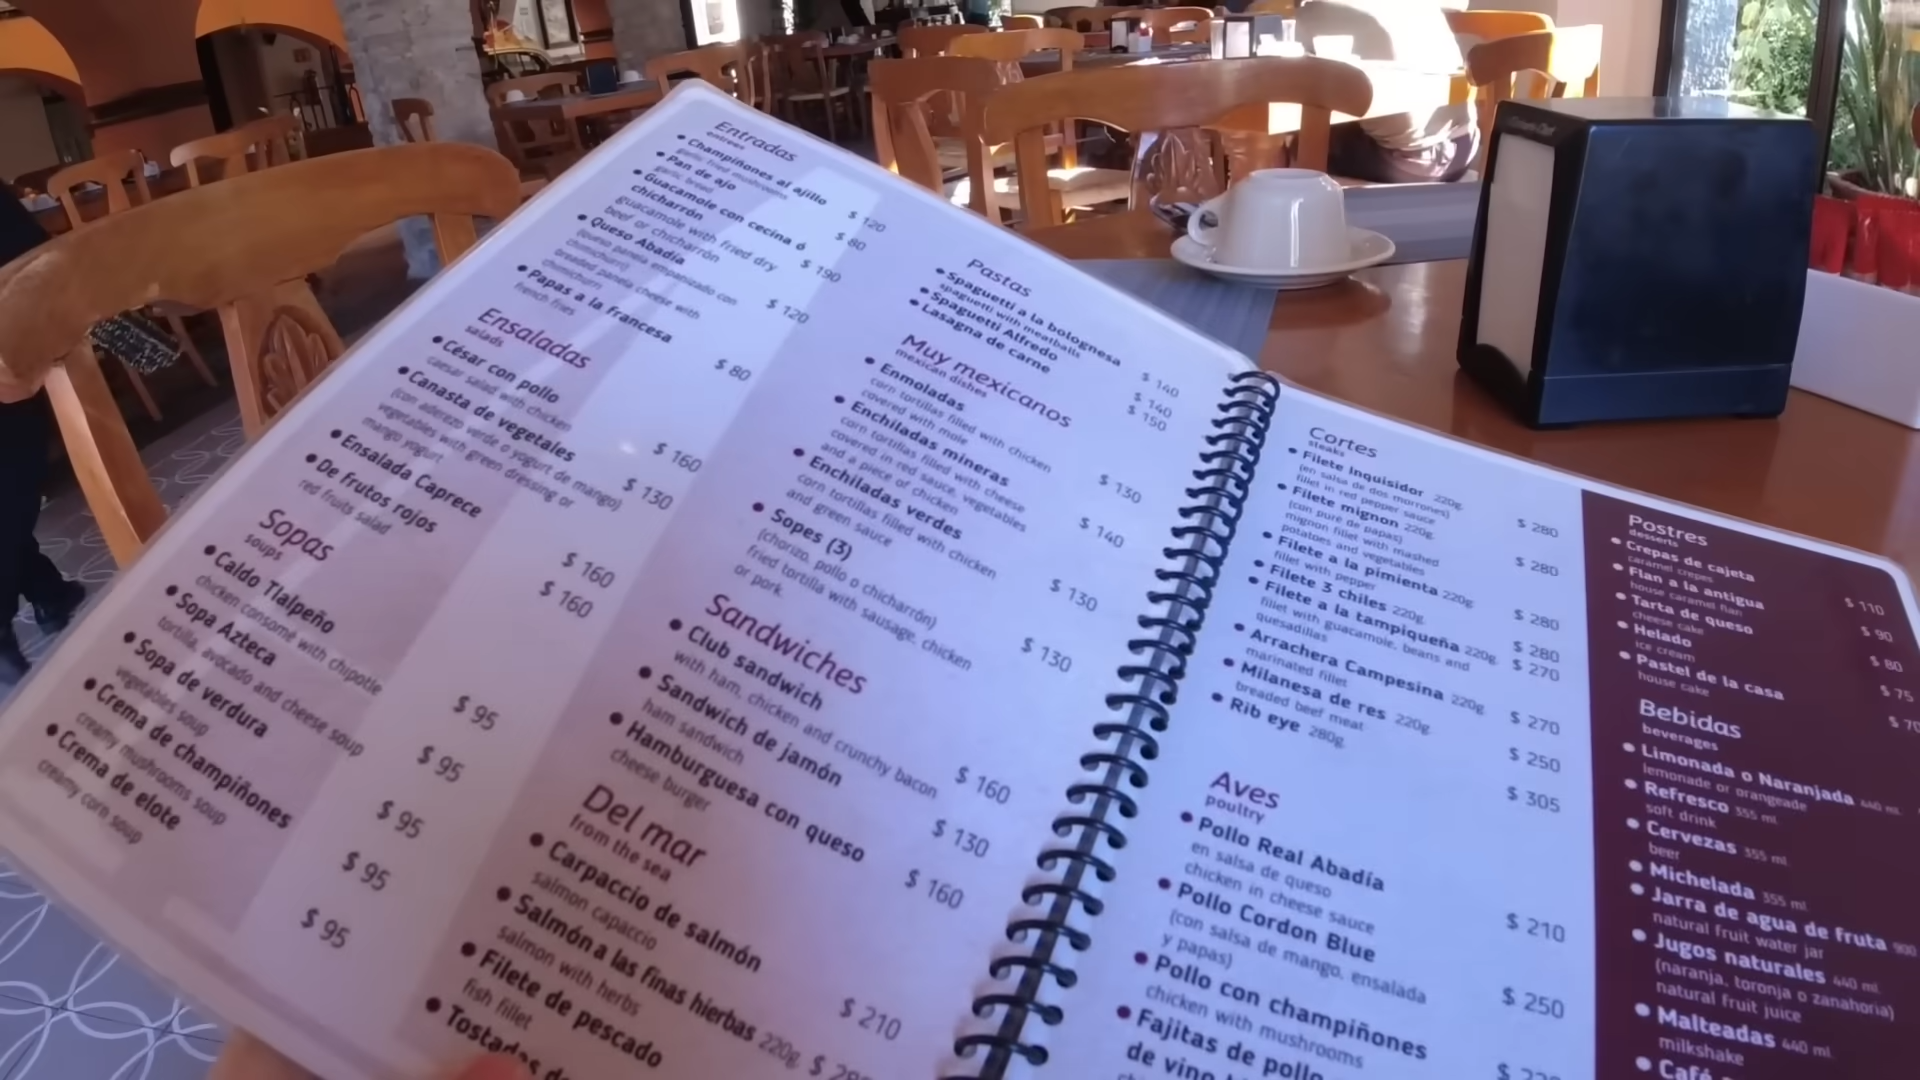 Entradas
entrees
Champiñones al ajillo
garlic fried mushrooms
$ 120
Pan de ajo
garlic bread
$ 80
Guacamole con cecina ó
chicharrón
guacamole with fried dry
beef or chicharrón
$ 190
Queso Abadía
(queso panela empanizado con
chimichurri)
breaded panela cheese with
chimichurri
$ 120
Papas a la francesa
french fries
$ 80
Ensaladas
salads
César con pollo
caesar salad with chicken
$ 160
Canasta de vegetales
(con aderezo verde o yogurt de mango)
vegetables with green dressing or
mango yogurt
$ 130
Ensalada Caprece
$ 160
De frutos rojos
red fruits salad
$ 160
Sopas
soups
Caldo Tlalpeño
chicken consomé with chipotle
$ 95
Sopa Azteca
tortilla, avocado and cheese soup
$ 95
Sopa de verdura
vegetables soup
$ 95
Crema de champiñones
creamy mushrooms soup
$ 95
Crema de elote
creamy corn soup
$ 95
Pastas
Spaguetti a la bolognesa
spaguetti with meatballs
$ 140
Spaguetti Alfredo
$ 140
Lasagna de carne
$ 150
Muy mexicanos
mexican dishes
Enmoladas
corn tortillas filled with chicken
covered with mole
$ 130
Enchiladas mineras
corn tortillas filled with cheese
covered in red sauce, vegetables
and a piece of chicken
$ 140
Enchiladas verdes
corn tortillas filled with chicken
and green sauce
$ 130
Sopes (3)
(chorizo, pollo o chicharrón)
fried tortilla with sausage, chicken
or pork
$ 130
Sandwiches
Club sandwich
with ham, chicken and crunchy bacon
$ 160
Sandwich de jamón
ham sandwich
$ 130
Hamburguesa con queso
cheese burger
$ 160
Del mar
from the sea
Carpaccio de salmón
salmon capaccio
$ 210
Salmón a las finas hierbas 220g.
salmon with herbs
$
Filete de pescado
fish fillet
Tostadas
Cortes
steaks
Filete Inquisidor 220g.
(en salsa de dos morrones)
fillet in red pepper sauce
$ 280
Filete mignon 220g.
(con puré de papas)
mignon fillet with mashed
potatoes and vegetables
$ 280
Filete a la pimienta 220g.
fillet with pepper
$ 280
Filete 3 chiles 220g.
$ 280
Filete a la tampiqueña 220g.
fillet with guacamole, beans and
quesadillas
$ 270
Arrachera Campesina 220g.
marinated fillet
$ 270
Milanesa de res 220g.
breaded beef meat
$ 250
Rib eye 280g.
$ 305
Aves
poultry
Pollo Real Abadía
en salsa de queso
chicken in cheese sauce
$ 210
Pollo Cordon Blue
(con salsa de mango, ensalada
y papas)
$ 250
Pollo con champiñones
chicken with mushrooms
Fajitas de pollo
de vino
Postres
desserts
Crepas de cajeta
caramel crepes
$ 110
Flan a la antigua
house caramel flan
$ 90
Tarta de queso
cheese cake
$ 80
Helado
ice cream
$ 75
Pastel de la casa
house cake
$ 70
Bebidas
beverages
Limonada o Naranjada 440 ml.
lemonade or orangeade
Refresco 355 ml.
soft drink
Cervezas 355 ml.
beer
Michelada 355 ml.
Jarra de agua de fruta
natural fruit water jar
Jugos naturales 440 ml.
(naranja, toronja o zanahoria)
natural fruit juice
Malteadas 440 ml.
milkshake
Café